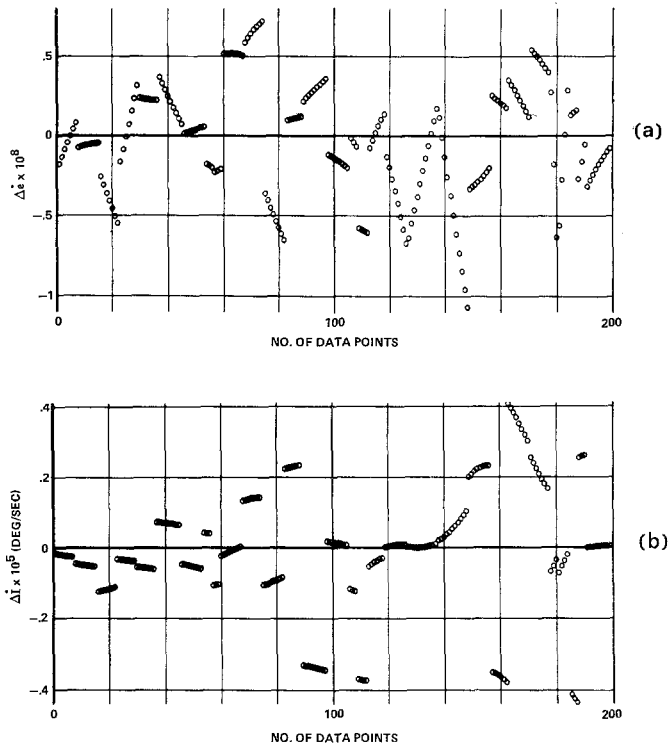 .5
0
-.5
-1
Δė x 10⁸
0
100
200
NO. OF DATA POINTS
(a)
.4
.2
0
-.2
-.4
Δİ x 10⁵ (DEG/SEC)
0
100
200
NO. OF DATA POINTS
(b)